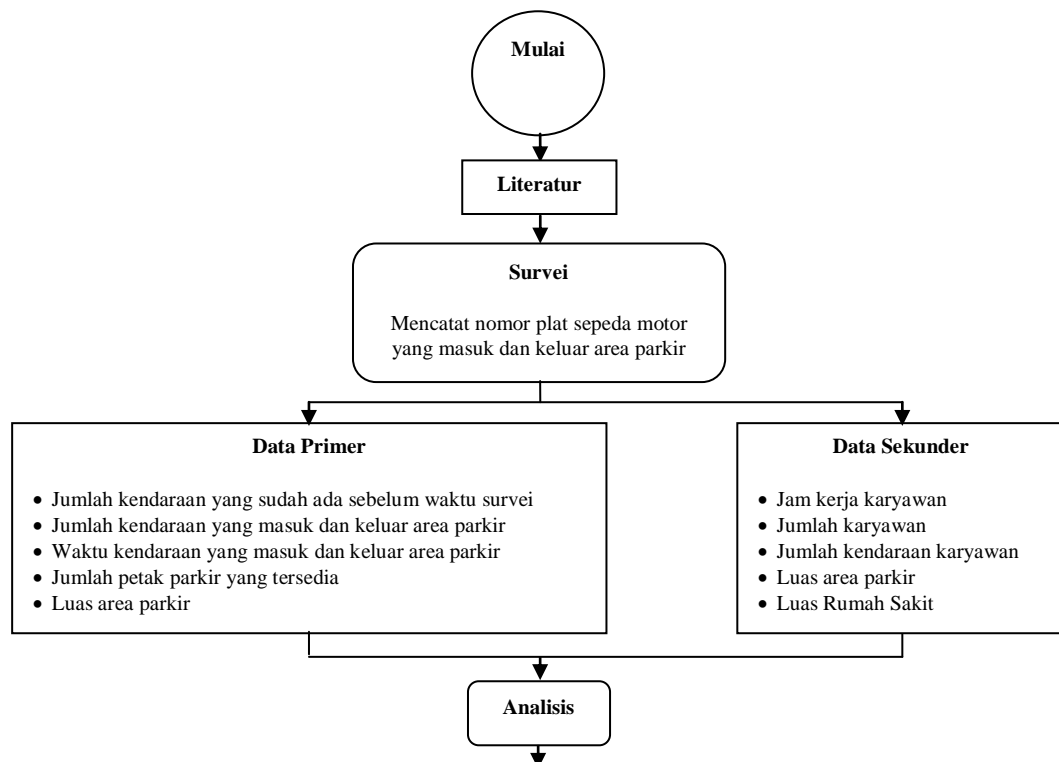 Mulai
Literatur
Survei
Mencatat nomor plat sepeda motor
yang masuk dan keluar area parkir
Data Primer
• Jumlah kendaraan yang sudah ada sebelum waktu survei
• Jumlah kendaraan yang masuk dan keluar area parkir
• Waktu kendaraan yang masuk dan keluar area parkir
• Jumlah petak parkir yang tersedia
• Luas area parkir
Data Sekunder
• Jam kerja karyawan
• Jumlah karyawan
• Jumlah kendaraan karyawan
• Luas area parkir
• Luas Rumah Sakit
Analisis